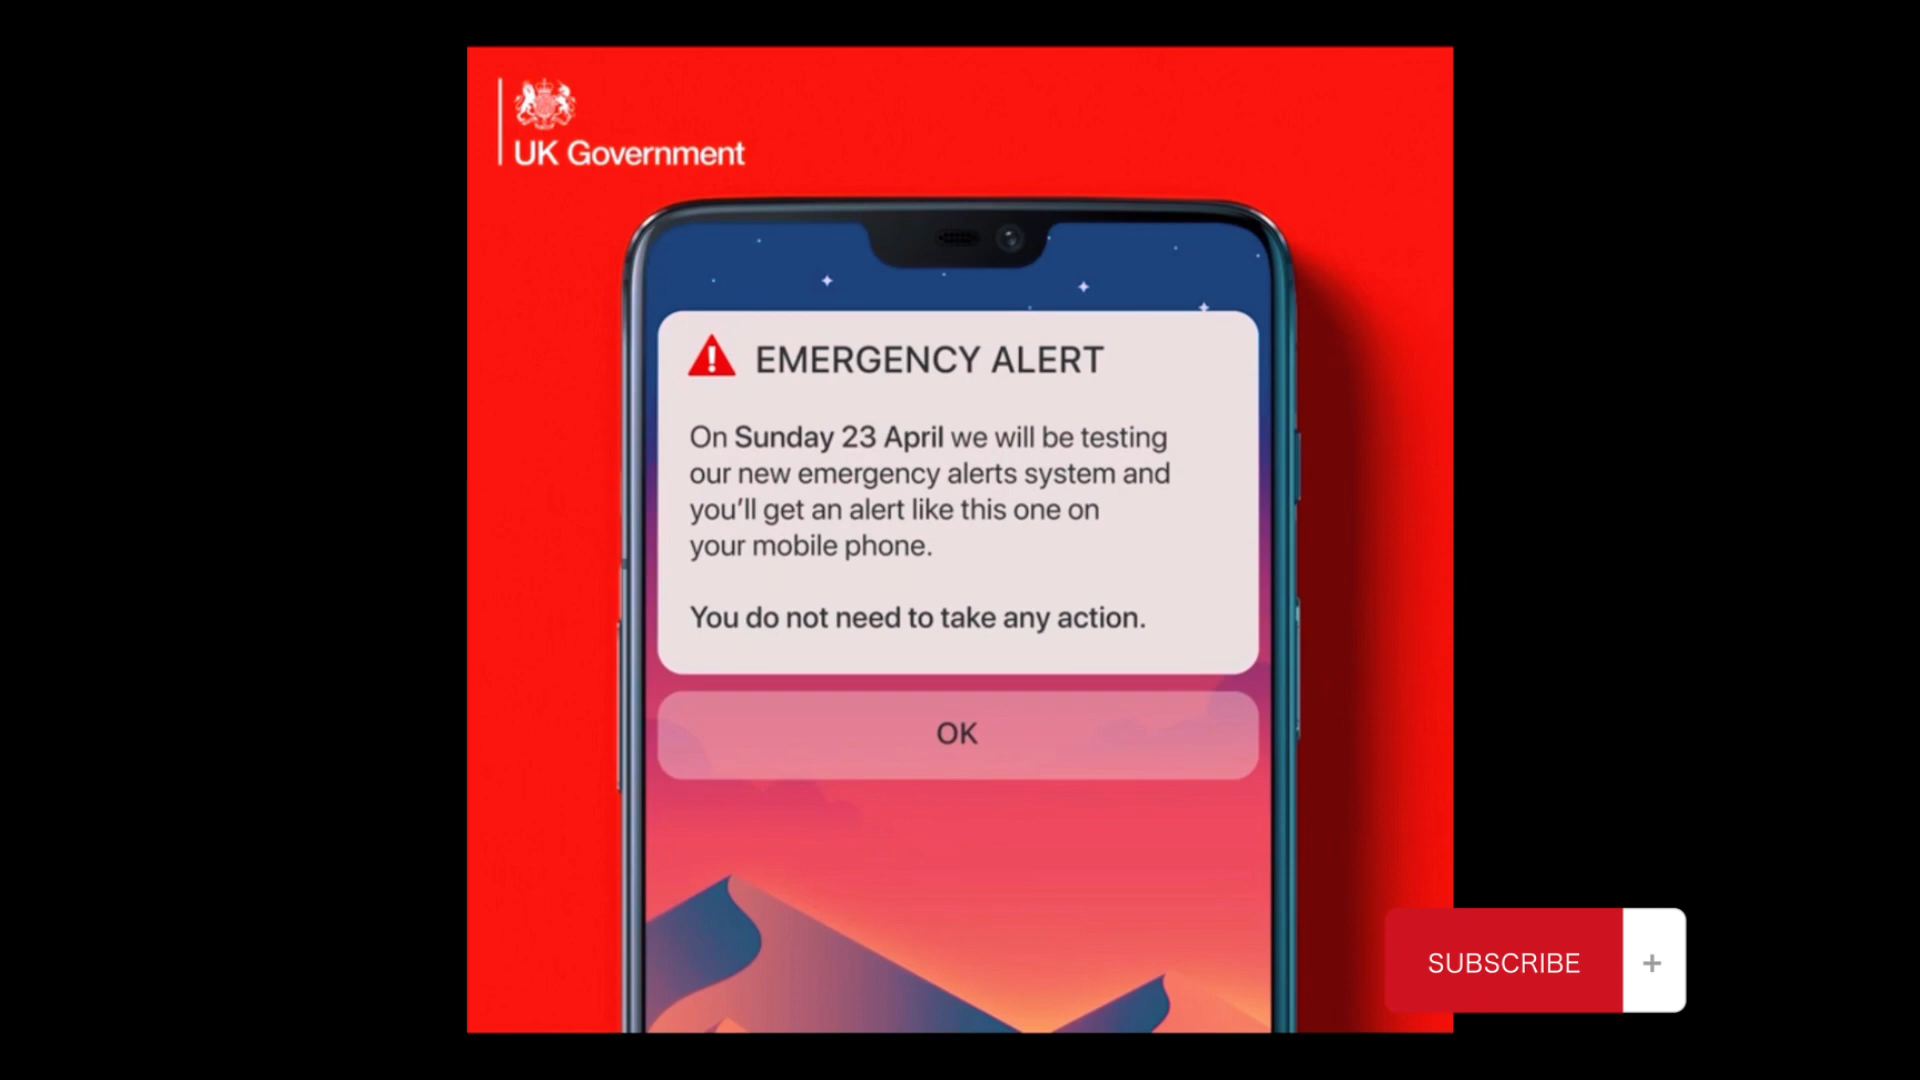 UK Government
EMERGENCY ALERT
On Sunday 23 April we will be testing
our new emergency alerts system and
you’ll get an alert like this one on
your mobile phone.
You do not need to take any action.
OK
SUBSCRIBE +